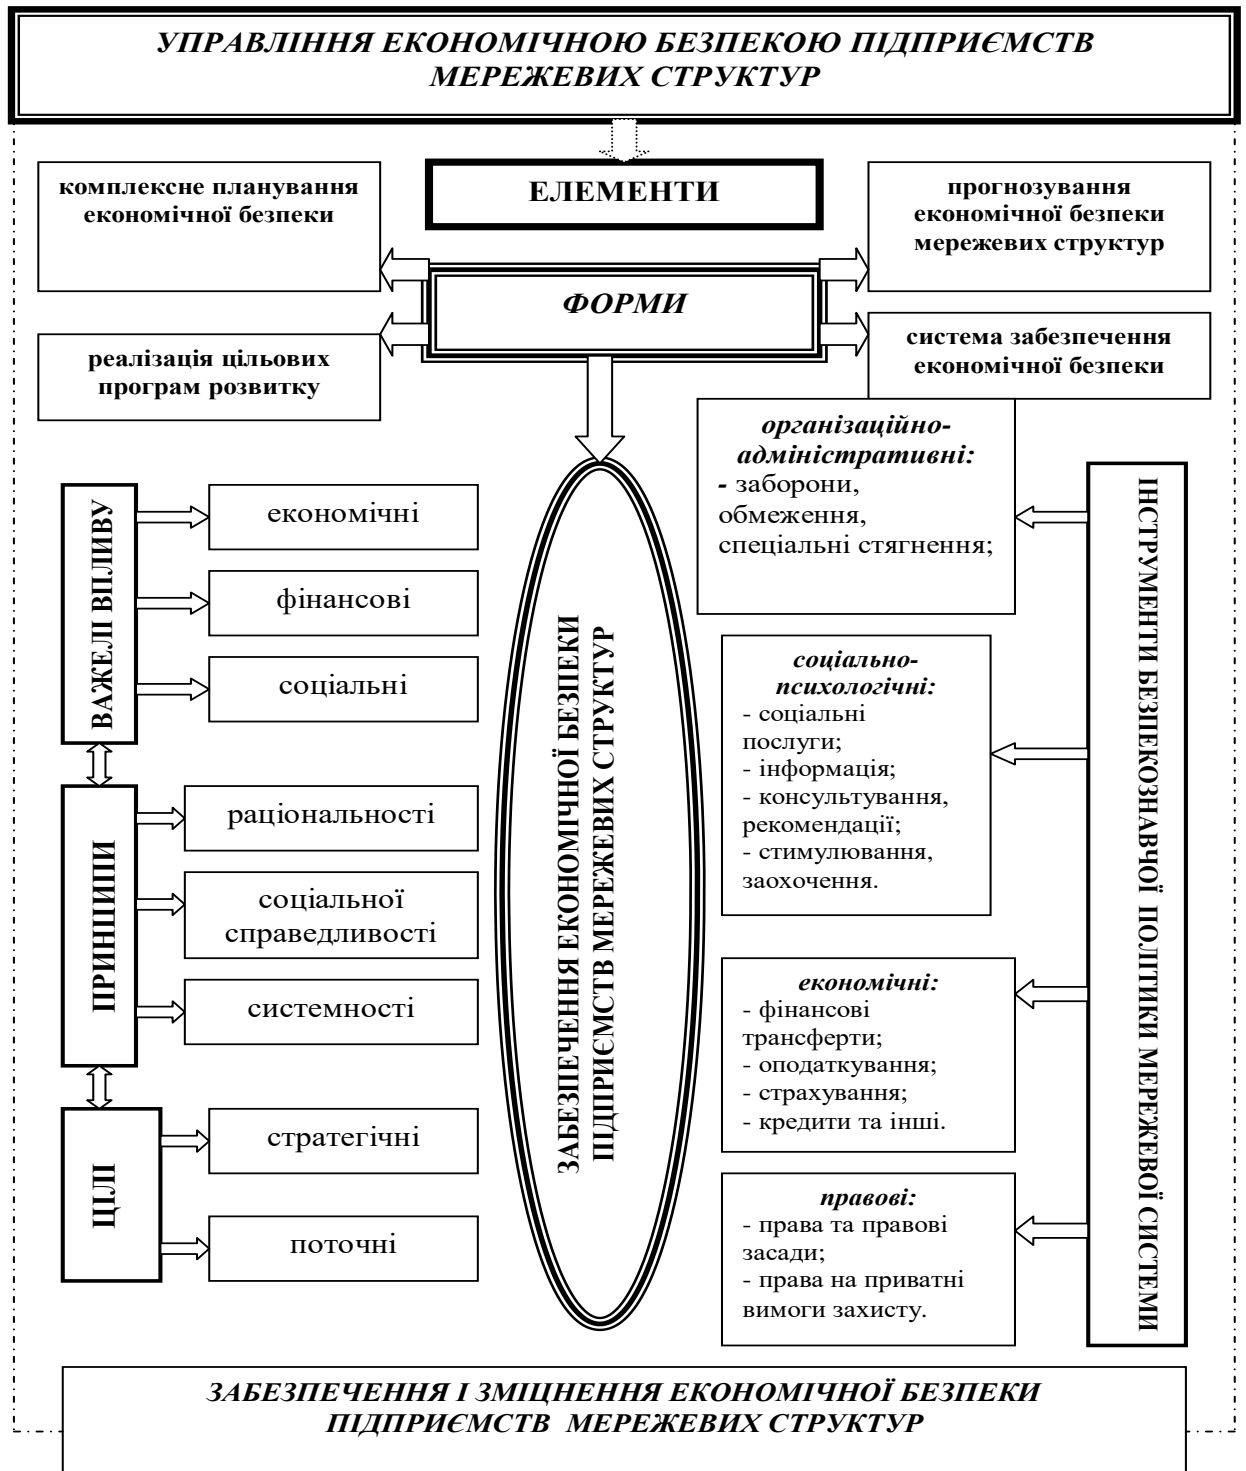 УПРАВЛІННЯ ЕКОНОМІЧНОЮ БЕЗПЕКОЮ ПІДПРИЄМСТВ
МЕРЕЖЕВИХ СТРУКТУР
ЕЛЕМЕНТИ
комплексне планування
економічної безпеки
прогнозування
економічної безпеки
мережевих структур
ФОРМИ
реалізація цільових
програм розвитку
система забезпечення
економічної безпеки
ВАЖЕЛІ ВПЛИВУ
економічні
фінансові
соціальні
ПРИНЦИПИ
раціональності
соціальної
справедливості
системності
ЦІЛІ
стратегічні
поточні
ЗАБЕЗПЕЧЕННЯ ЕКОНОМІЧНОЇ БЕЗПЕКИ
ПІДПРИЄМСТВ МЕРЕЖЕВИХ СТРУКТУР
організаційно-
адміністративні:
- заборони,
обмеження,
спеціальні стягнення;
соціально-
психологічні:
- соціальні
послуги;
- інформація;
- консультування,
рекомендації;
- стимулювання,
заохочення.
економічні:
- фінансові
трансферти;
- оподаткування;
- страхування;
- кредити та інші.
правові:
- права та правові
засади;
- права на приватні
вимоги захисту.
ІНСТРУМЕНТИ БЕЗПЕКОЗНАВЧОЇ ПОЛІТИКИ МЕРЕЖЕВОЇ СИСТЕМИ
ЗАБЕЗПЕЧЕННЯ І ЗМІЦНЕННЯ ЕКОНОМІЧНОЇ БЕЗПЕКИ
ПІДПРИЄМСТВ МЕРЕЖЕВИХ СТРУКТУР